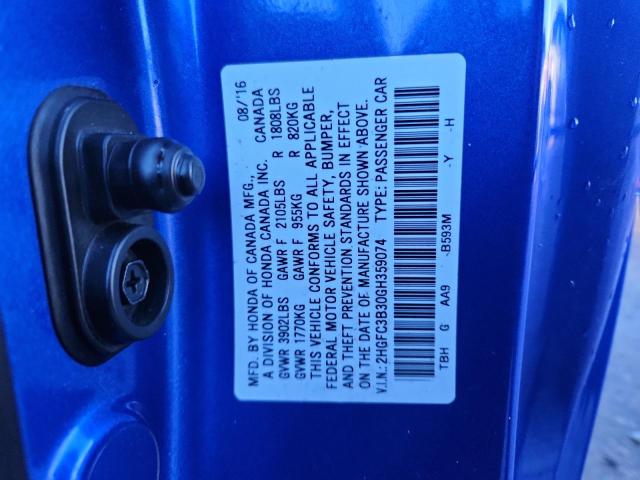 MFD. BY HONDA OF CANADA MFG., 08/'16
A DIVISION OF HONDA CANADA INC. CANADA
GVWR 3902LBS GAWR F 2105LBS R 1808LBS
GVWR 1770KG GAWR F 955KG R 820KG
THIS VEHICLE CONFORMS TO ALL APPLICABLE
FEDERAL MOTOR VEHICLE SAFETY, BUMPER,
AND THEFT PREVENTION STANDARDS IN EFFECT
ON THE DATE OF MANUFACTURE SHOWN ABOVE.
V.I.N.: 2HGFC3B30GH359074 TYPE: PASSENGER CAR
TBH G AA9 -B593M -Y -H